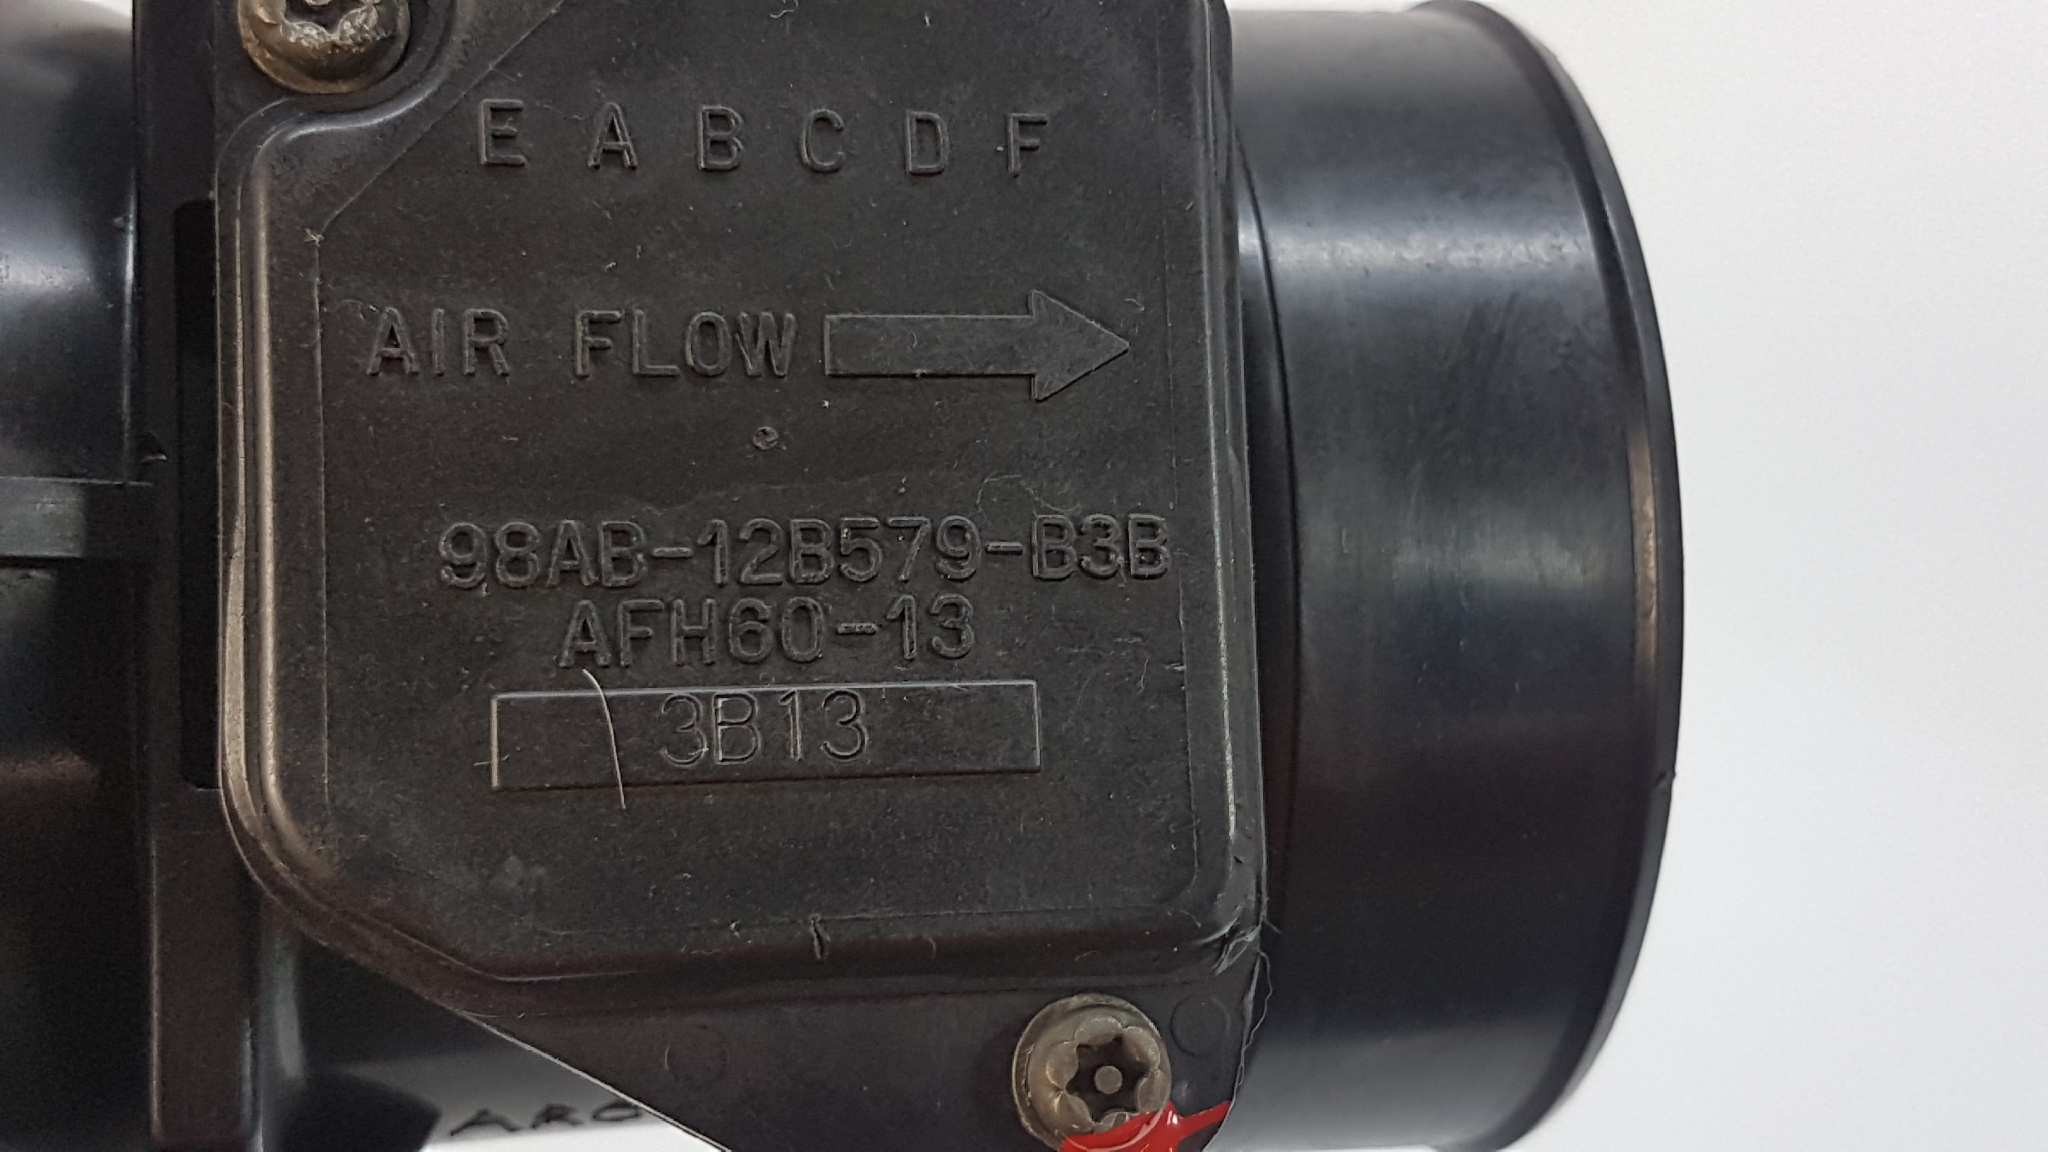 E A B C D F
AIR FLOW
98AB-12B579-B3B
AFH60-13
3B13